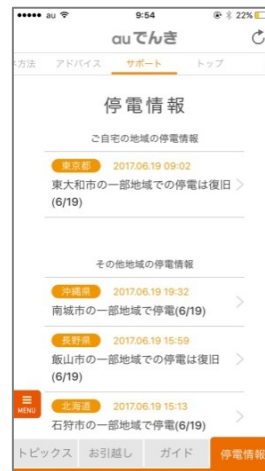 au 9:54 22%
auでんき
方法 アドバイス サポート トップ
停電情報
ご自宅の地域の停電情報
東京都 2017.06.19 09:02
東大和市の一部地域での停電は復旧
(6/19)
その他地域の停電情報
沖縄県 2017.06.19 19:32
南城市の一部地域で停電(6/19)
長野県 2017.06.19 15:59
飯山市の一部地域での停電は復旧
(6/19)
MENU
北海道 2017.06.19 15:13
石狩市の一部地域で停電(6/19)
トピックス お引越し ガイド 停電情報